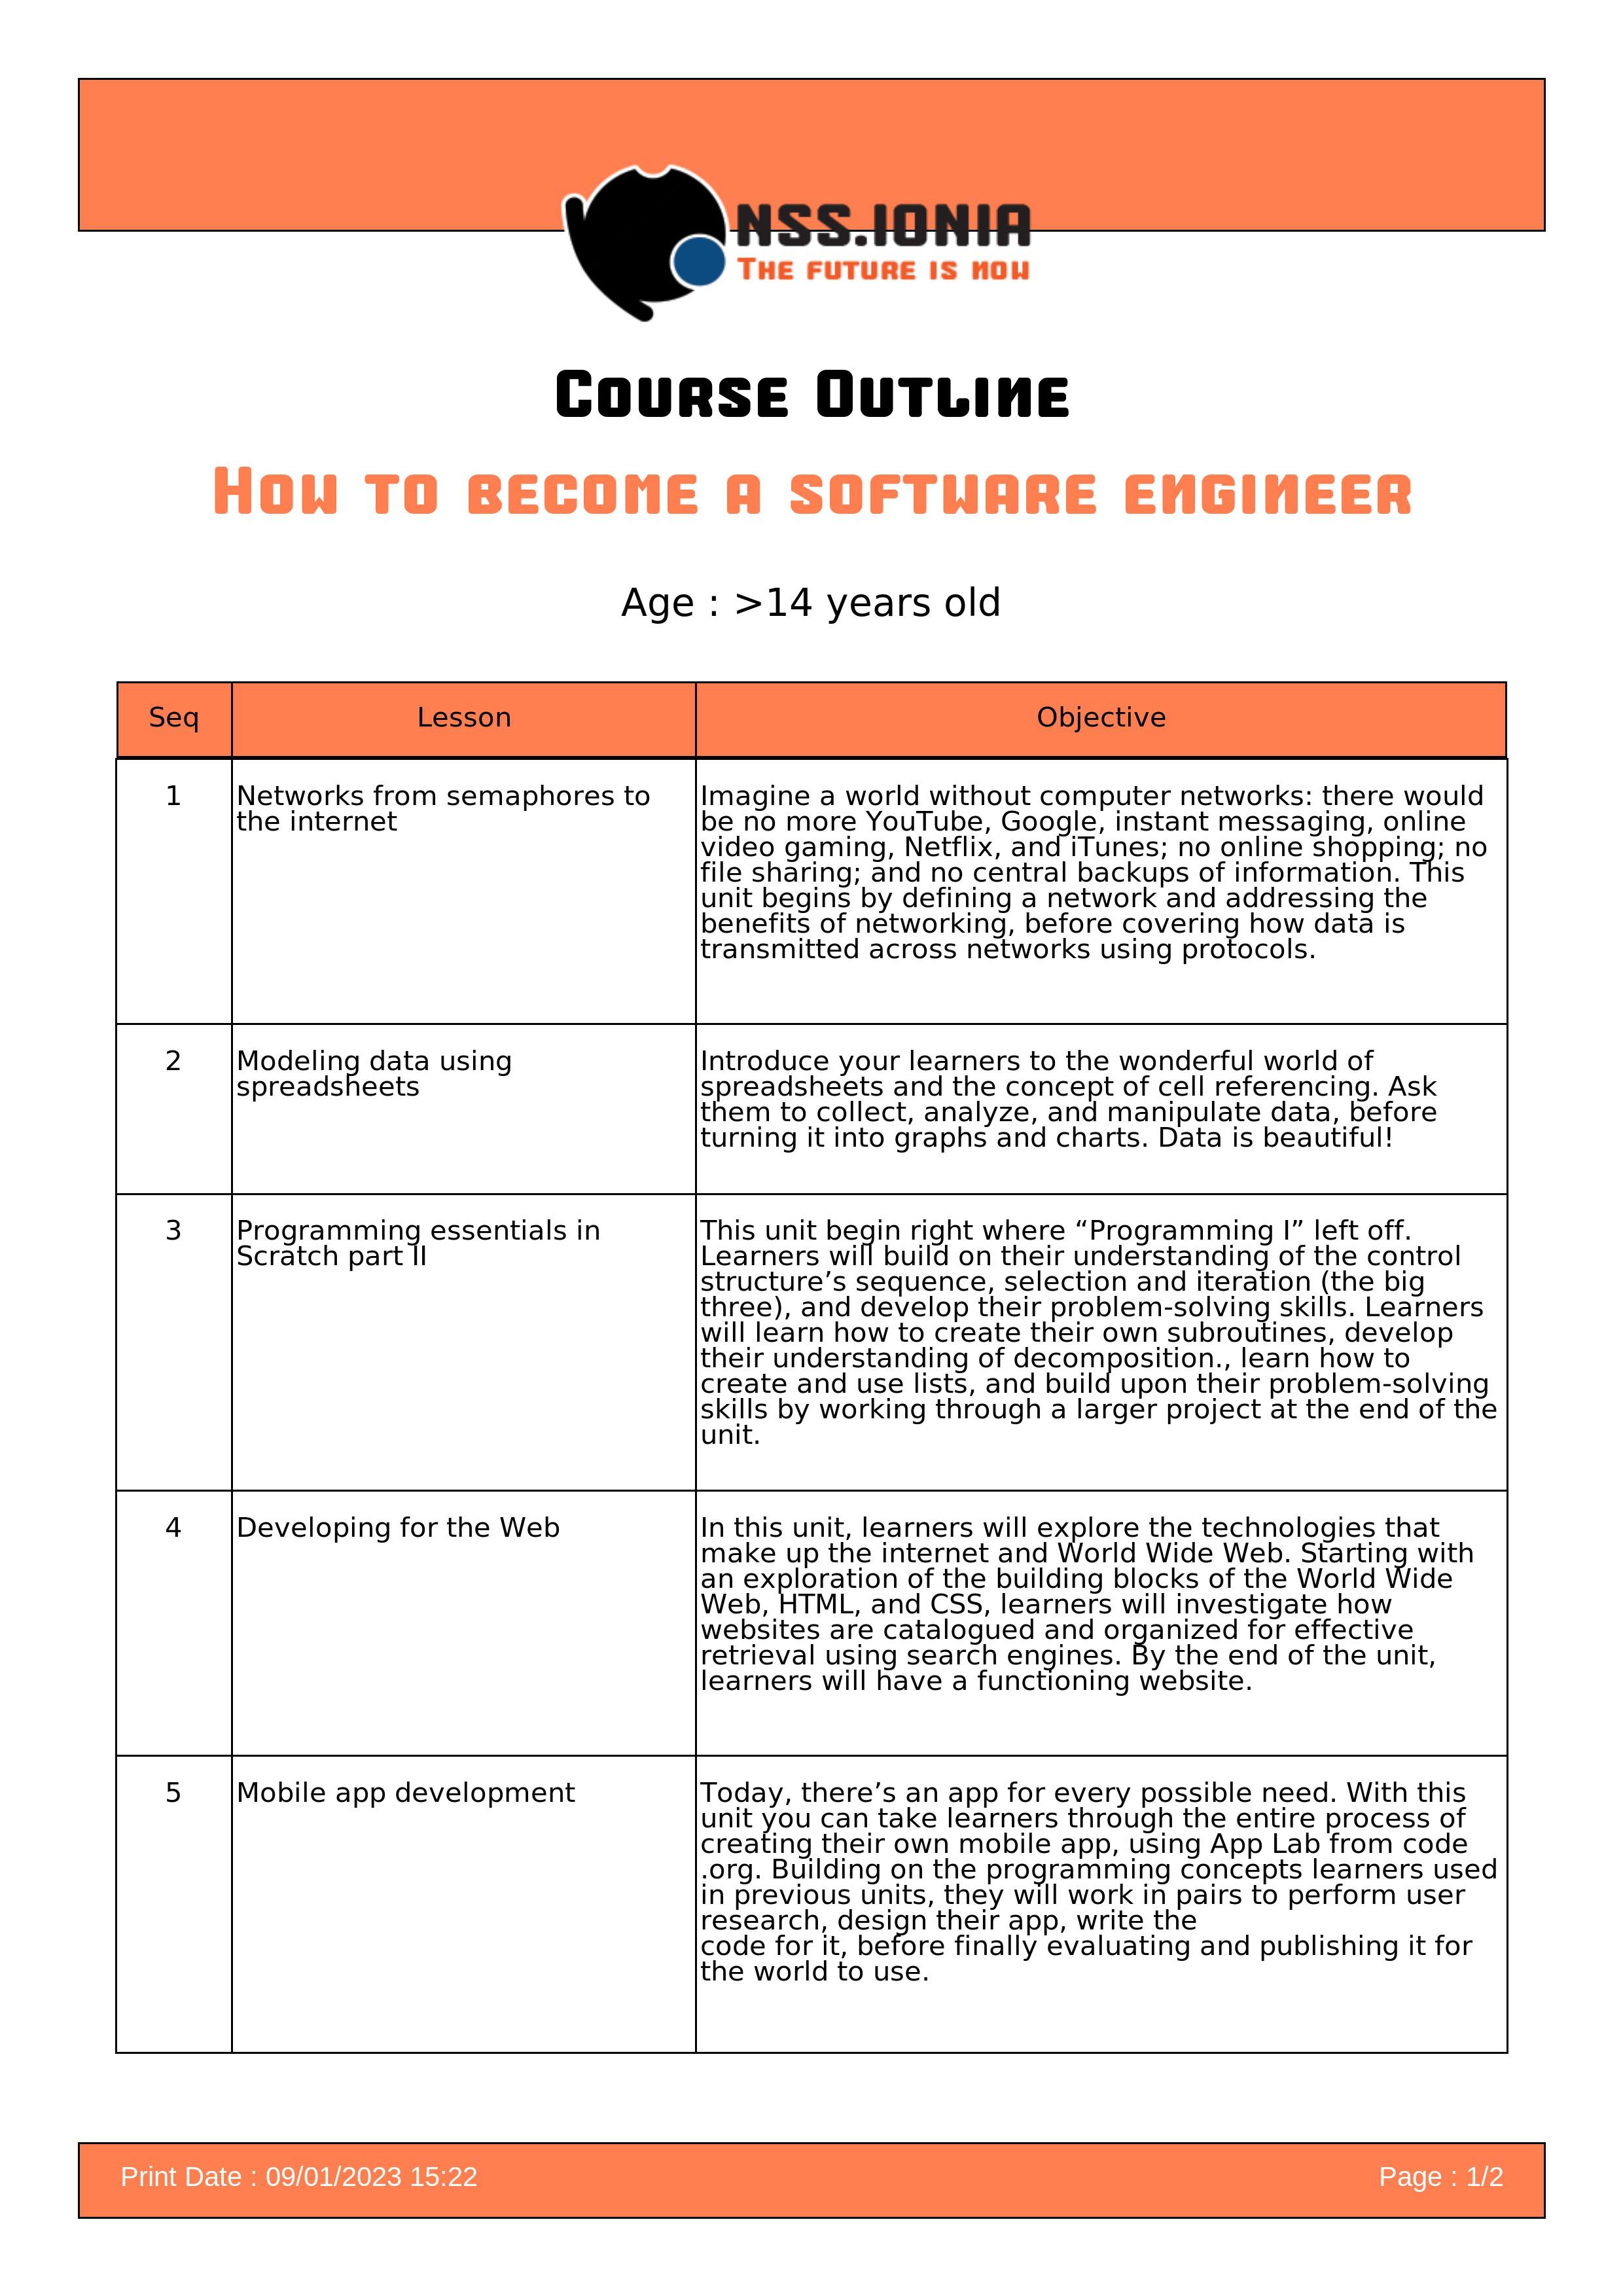 NSS.IONIA
The future is now
Course Outline
How to become a software engineer
Age : >14 years old
Seq Lesson Objective
1 Networks from semaphores to
the internet
Imagine a world without computer networks: there would
be no more YouTube, Google, instant messaging, online
video gaming, Netflix, and iTunes; no online shopping; no
file sharing; and no central backups of information. This
unit begins by defining a network and addressing the
benefits of networking, before covering how data is
transmitted across networks using protocols.
2 Modeling data using
spreadsheets
Introduce your learners to the wonderful world of
spreadsheets and the concept of cell referencing. Ask
them to collect, analyze, and manipulate data, before
turning it into graphs and charts. Data is beautiful!
3 Programming essentials in
Scratch part II
This unit begin right where “Programming I” left off.
Learners will build on their understanding of the control
structure’s sequence, selection and iteration (the big
three), and develop their problem-solving skills. Learners
will learn how to create their own subroutines, develop
their understanding of decomposition., learn how to
create and use lists, and build upon their problem-solving
skills by working through a larger project at the end of the
unit.
4 Developing for the Web
In this unit, learners will explore the technologies that
make up the internet and World Wide Web. Starting with
an exploration of the building blocks of the World Wide
Web, HTML, and CSS, learners will investigate how
websites are catalogued and organized for effective
retrieval using search engines. By the end of the unit,
learners will have a functioning website.
5 Mobile app development
Today, there’s an app for every possible need. With this
unit you can take learners through the entire process of
creating their own mobile app, using App Lab from code
.org. Building on the programming concepts learners used
in previous units, they will work in pairs to perform user
research, design their app, write the
code for it, before finally evaluating and publishing it for
the world to use.
Print Date : 09/01/2023 15:22
Page : 1/2